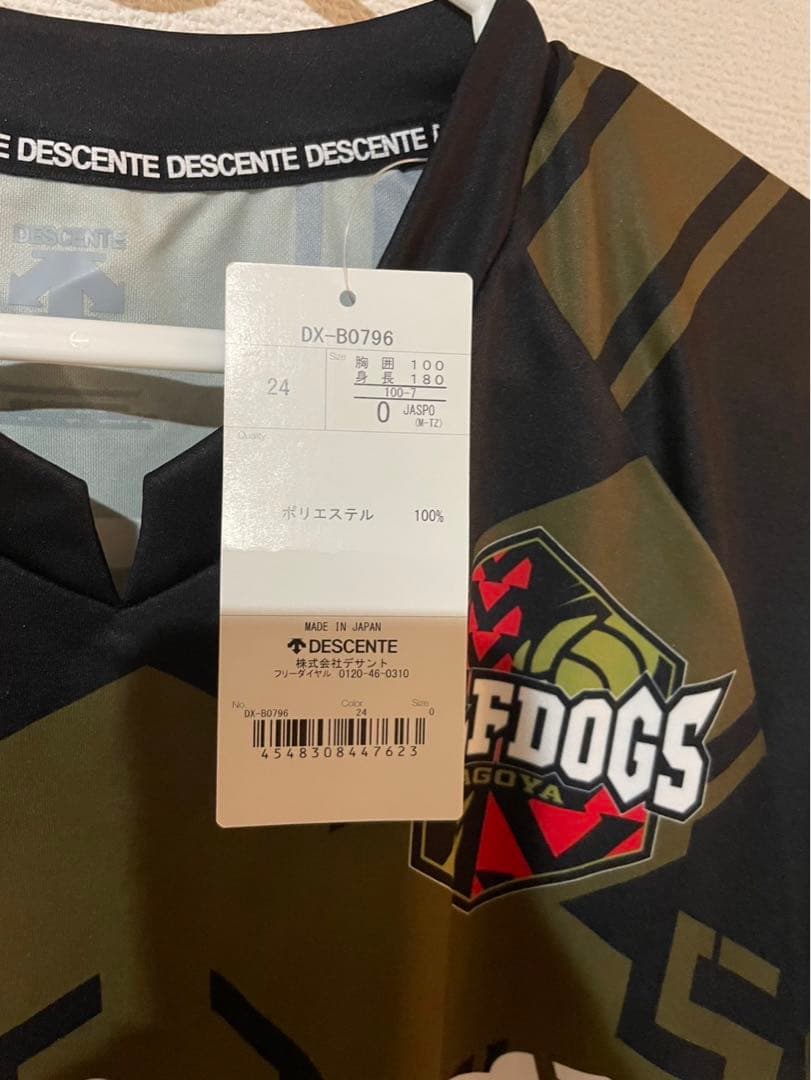 DESCENTE DESCENTE DESCENTE
DESCENTE
DX-B0796
Size
24
胸囲 100
身長 180
100-7
O JASPO
(M-TZ)
Quality
ポリエステル 100%
MADE IN JAPAN
DESCENTE
株式会社デサント
フリーダイヤル 0120-46-0310
No. Color Size
DX-B0796 24 O
4548308447623
FDOGS
AGOYA